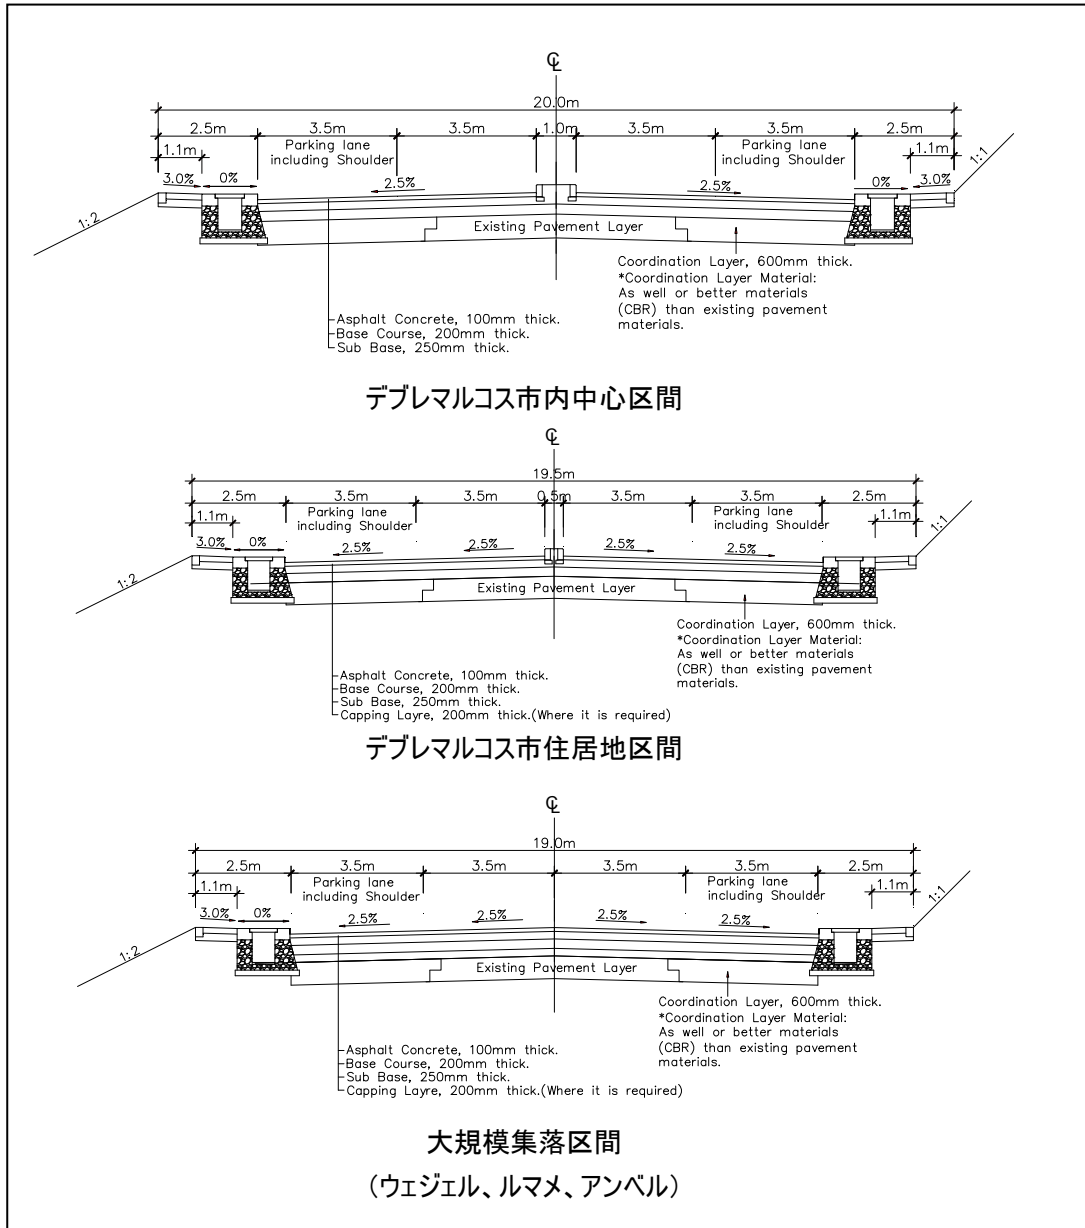 ℄
20.0m
2.5m 3.5m 3.5m 1.0m 3.5m 3.5m 2.5m
Parking lane
including Shoulder
Parking lane
including Shoulder
1.1m 1.1m
3.0% 0% 2.5% 2.5% 0% 3.0%
1:2 1:1
Existing Pavement Layer
Coordination Layer, 600mm thick.
*Coordination Layer Material:
As well or better materials
(CBR) than existing pavement
materials.
Asphalt Concrete, 100mm thick.
Base Course, 200mm thick.
Sub Base, 250mm thick.
デブレマルコス市内中心区間
℄
19.5m
2.5m 3.5m 3.5m 0.5m 3.5m 3.5m 2.5m
Parking lane
including Shoulder
Parking lane
including Shoulder
1.1m 1.1m
3.0% 0% 2.5% 2.5% 2.5% 2.5%
1:2 1:1
Existing Pavement Layer
Coordination Layer, 600mm thick.
*Coordination Layer Material:
As well or better materials
(CBR) than existing pavement
materials.
Asphalt Concrete, 100mm thick.
Base Course, 200mm thick.
Sub Base, 250mm thick.
Capping Layre, 200mm thick.(Where it is required)
デブレマルコス市住居地区間
℄
19.0m
2.5m 3.5m 3.5m 3.5m 3.5m 2.5m
Parking lane
including Shoulder
Parking lane
including Shoulder
1.1m 1.1m
3.0% 0% 2.5% 2.5% 2.5% 2.5%
1:2 1:1
Existing Pavement Layer
Coordination Layer, 600mm thick.
*Coordination Layer Material:
As well or better materials
(CBR) than existing pavement
materials.
Asphalt Concrete, 100mm thick.
Base Course, 200mm thick.
Sub Base, 250mm thick.
Capping Layre, 200mm thick.(Where it is required)
大規模集落区間
(ウェジェル、ルマメ、アンベル)